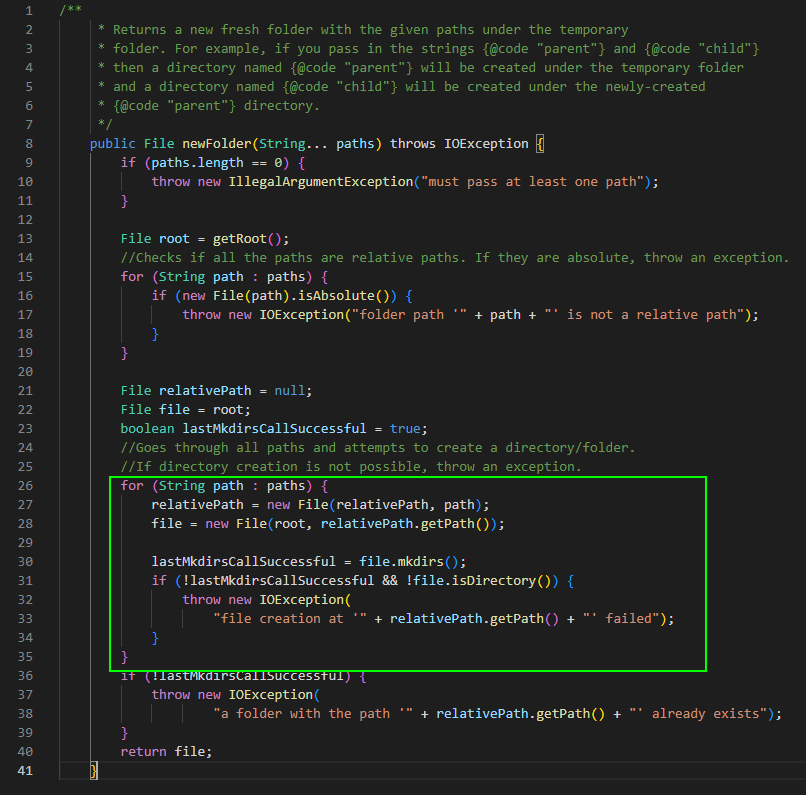 1 /**
2 * Returns a new fresh folder with the given paths under the temporary
3 * folder. For example, if you pass in the strings {@code "parent"} and {@code "child"}
4 * then a directory named {@code "parent"} will be created under the temporary folder
5 * and a directory named {@code "child"} will be created under the newly-created
6 * {@code "parent"} directory.
7 */
8 public File newFolder(String... paths) throws IOException {
9 if (paths.length == 0) {
10 throw new IllegalArgumentException("must pass at least one path");
11 }
12
13 File root = getRoot();
14 //Checks if all the paths are relative paths. If they are absolute, throw an exception.
15 for (String path : paths) {
16 if (new File(path).isAbsolute()) {
17 throw new IOException("folder path '" + path + "' is not a relative path");
18 }
19 }
20
21 File relativePath = null;
22 File file = root;
23 boolean lastMkdirsCallSuccessful = true;
24 //Goes through all paths and attempts to create a directory/folder.
25 //If directory creation is not possible, throw an exception.
26 for (String path : paths) {
27 relativePath = new File(relativePath, path);
28 file = new File(root, relativePath.getPath());
29
30 lastMkdirsCallSuccessful = file.mkdirs();
31 if (!lastMkdirsCallSuccessful && !file.isDirectory()) {
32 throw new IOException(
33 "file creation at '" + relativePath.getPath() + "' failed");
34 }
35 }
36 if (!lastMkdirsCallSuccessful) {
37 throw new IOException(
38 "a folder with the path '" + relativePath.getPath() + "' already exists");
39 }
40 return file;
41 }